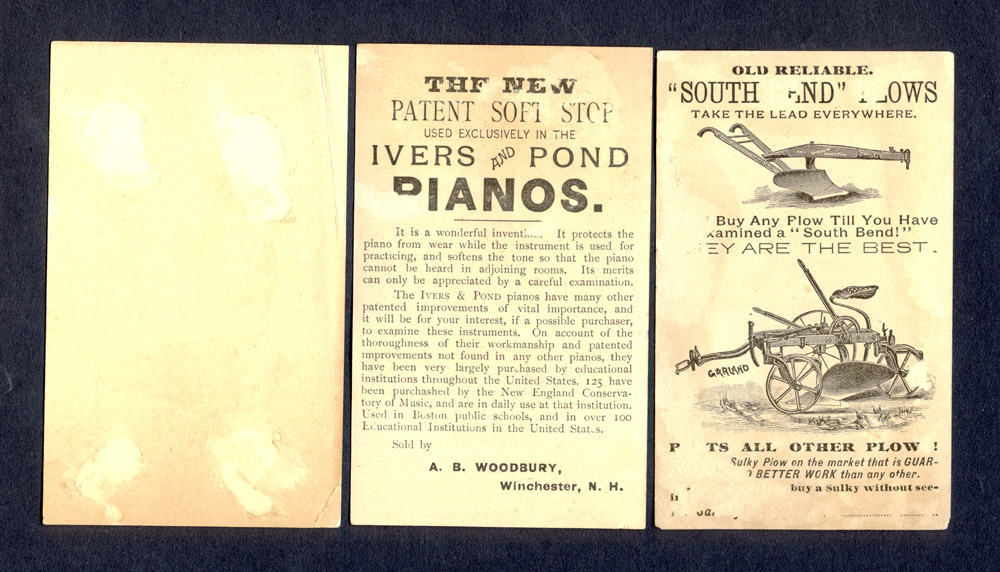 THE NEW
PATENT SOFT STOP
USED EXCLUSIVELY IN THE
IVERS AND POND
PIANOS.
It is a wonderful inventi.... It protects the
piano from wear while the instrument is used for
practicing, and softens the tone so that the piano
cannot be heard in adjoining rooms. Its merits
can only be appreciated by a careful examination.
The IVERS & POND pianos have many other
patented improvements of vital importance, and
it will be for your interest, if a possible purchaser,
to examine these instruments. On account of the
thoroughness of their workmanship and patented
improvements not found in any other pianos, they
have been very largely purchased by educational
institutions throughout the United States. 125 have
been purchashed by the New England Conserva-
tory of Music, and are in daily use at that institution.
Used in Boston public schools, and in over 100
Educational Institutions in the United States.
Sold by
A. B. WOODBURY,
Winchester, N. H.
OLD RELIABLE.
"SOUTH END" LOWS
TAKE THE LEAD EVERYWHERE.
Buy Any Plow Till You Have
xamined a "South Bend!"
EY ARE THE BEST.
GARLAND
P TS ALL OTHER PLOW !
Sulky Plow on the market that is GUAR-
BETTER WORK than any other.
buy a Sulky without see-
in